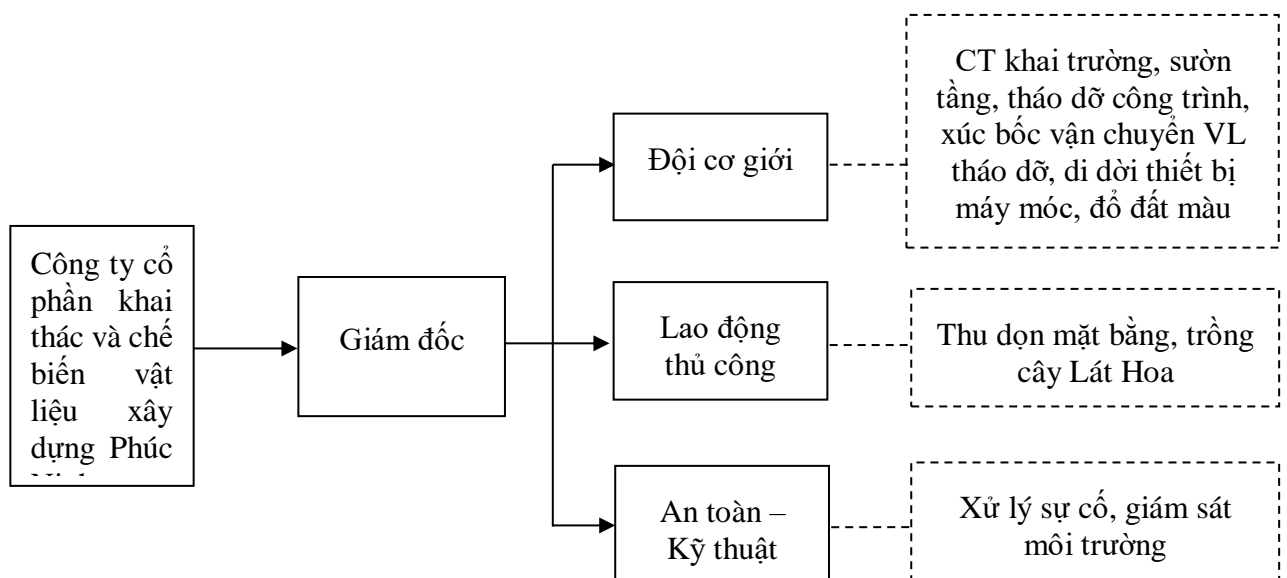 Công ty cổ
phần khai
thác và chế
biến vật
liệu xây
dựng Phúc
Giám đốc
Đội cơ giới
CT khai trường, sườn
tầng, tháo dỡ công trình,
xúc bốc vận chuyển VL
tháo dỡ, di dời thiết bị
máy móc, đổ đất màu
Lao động
thủ công
Thu dọn mặt bằng, trồng
cây Lát Hoa
An toàn –
Kỹ thuật
Xử lý sự cố, giám sát
môi trường